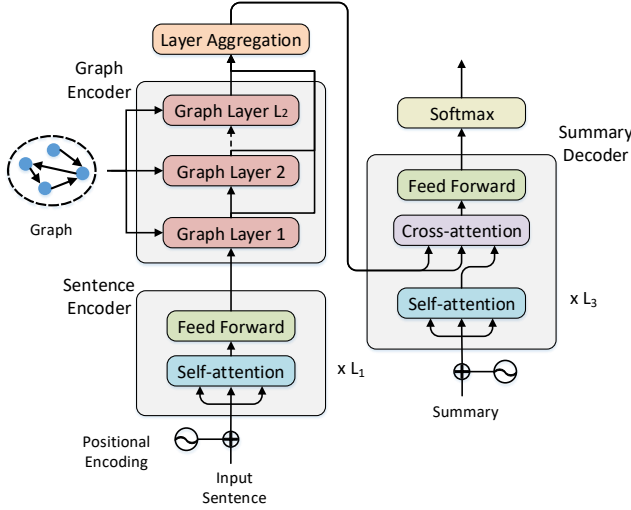 Layer Aggregation
Graph
Encoder
Graph Layer L₂
Graph Layer 2
Graph Layer 1
Graph
Sentence
Encoder
Feed Forward
Self-attention
x L₁
Positional
Encoding
Input
Sentence
Softmax
Summary
Decoder
Feed Forward
Cross-attention
Self-attention
x L₃
Summary